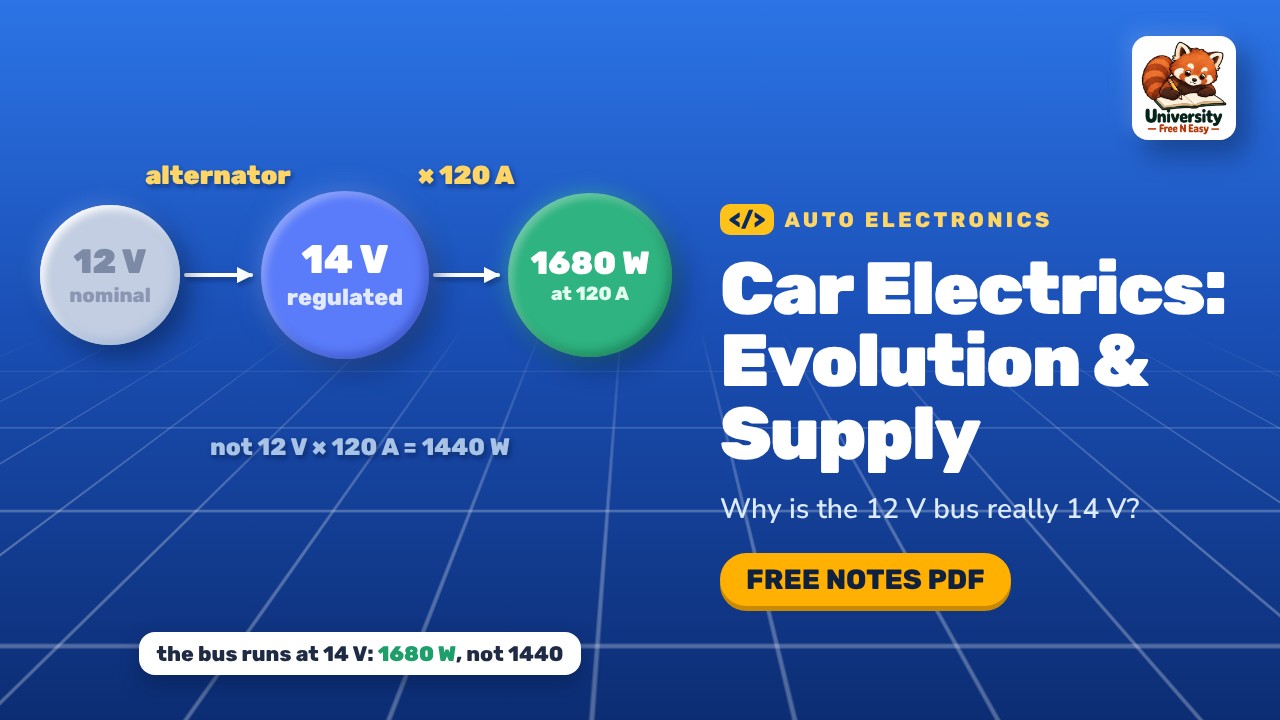 University
Free N Easy
alternator
× 120 A
12 V
nominal
14 V
regulated
1680 W
at 120 A
not 12 V × 120 A = 1440 W
the bus runs at 14 V: 1680 W, not 1440
</> AUTO ELECTRONICS
Car Electrics:
Evolution &
Supply
Why is the 12 V bus really 14 V?
FREE NOTES PDF